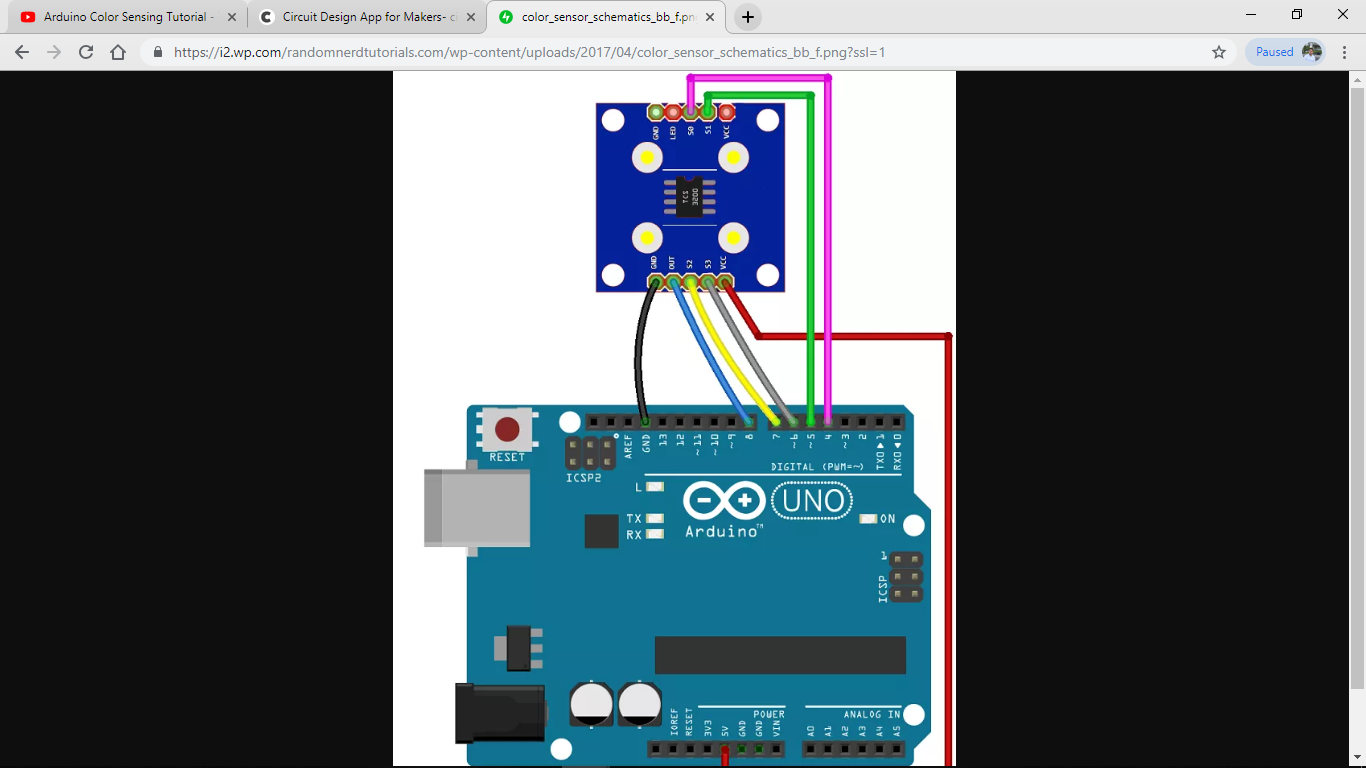 Arduino Color Sensing Tutorial -
Circuit Design App for Makers- ci
color_sensor_schematics_bb_f.pn
https://i2.wp.com/randomnerdtutorials.com/wp-content/uploads/2017/04/color_sensor_schematics_bb_f.png?ssl=1
Paused
GND LED S0 S1 VCC
TCS
3200
GND OUT S2 S3 VCC
AREF GND 13 12 ~11 ~10 ~9 8 7 ~6 ~5 4 ~3 2 TX0▶1 RX0◀0
RESET
ICSP2
DIGITAL (PWM=~)
L
UNO
TX
RX
Arduino™
ON
1
ICSP
POWER
ANALOG IN
IOREF RESET 3V3 5V GND GND VIN A0 A1 A2 A3 A4 A5